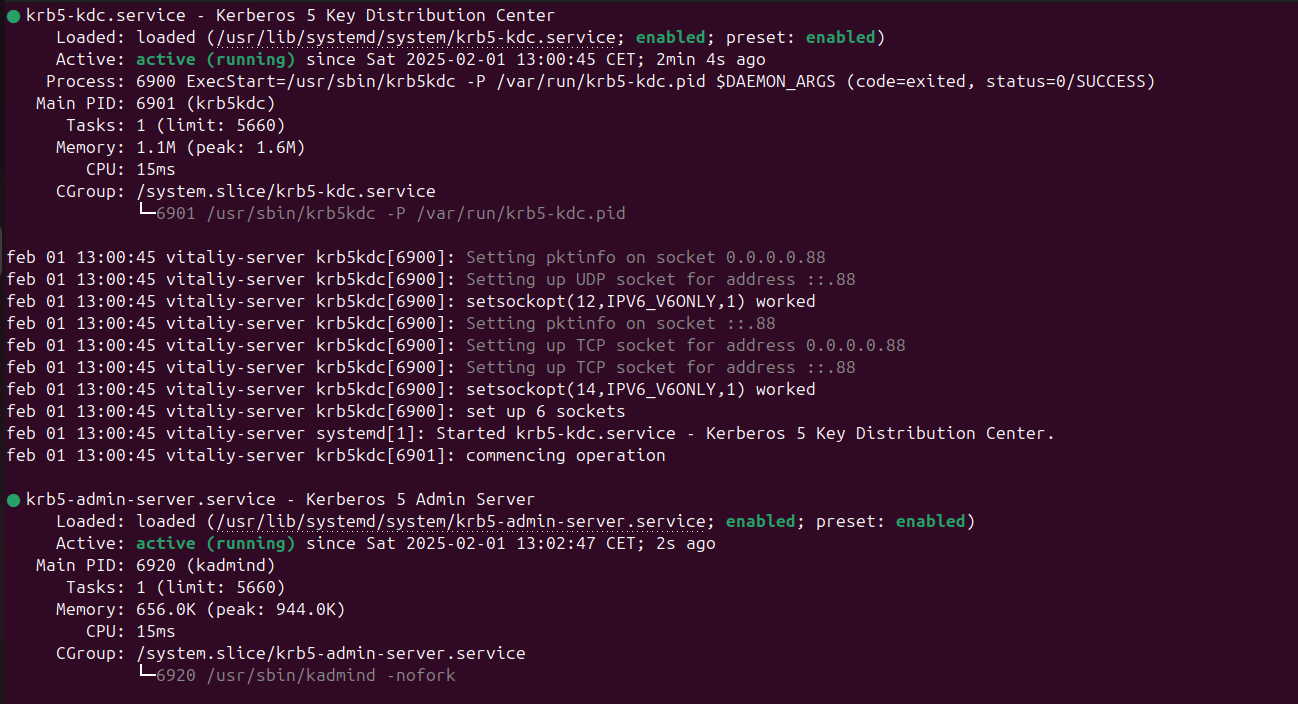 ● krb5-kdc.service - Kerberos 5 Key Distribution Center
     Loaded: loaded (/usr/lib/systemd/system/krb5-kdc.service; enabled; preset: enabled)
     Active: active (running) since Sat 2025-02-01 13:00:45 CET; 2min 4s ago
    Process: 6900 ExecStart=/usr/sbin/krb5kdc -P /var/run/krb5-kdc.pid $DAEMON_ARGS (code=exited, status=0/SUCCESS)
   Main PID: 6901 (krb5kdc)
      Tasks: 1 (limit: 5660)
     Memory: 1.1M (peak: 1.6M)
        CPU: 15ms
     CGroup: /system.slice/krb5-kdc.service
             └─6901 /usr/sbin/krb5kdc -P /var/run/krb5-kdc.pid

feb 01 13:00:45 vitaliy-server krb5kdc[6900]: Setting pktinfo on socket 0.0.0.0.88
feb 01 13:00:45 vitaliy-server krb5kdc[6900]: Setting up UDP socket for address ::.88
feb 01 13:00:45 vitaliy-server krb5kdc[6900]: setsockopt(12,IPV6_V6ONLY,1) worked
feb 01 13:00:45 vitaliy-server krb5kdc[6900]: Setting pktinfo on socket ::.88
feb 01 13:00:45 vitaliy-server krb5kdc[6900]: Setting up TCP socket for address 0.0.0.0.88
feb 01 13:00:45 vitaliy-server krb5kdc[6900]: Setting up TCP socket for address ::.88
feb 01 13:00:45 vitaliy-server krb5kdc[6900]: setsockopt(14,IPV6_V6ONLY,1) worked
feb 01 13:00:45 vitaliy-server krb5kdc[6900]: set up 6 sockets
feb 01 13:00:45 vitaliy-server systemd[1]: Started krb5-kdc.service - Kerberos 5 Key Distribution Center.
feb 01 13:00:45 vitaliy-server krb5kdc[6901]: commencing operation

● krb5-admin-server.service - Kerberos 5 Admin Server
     Loaded: loaded (/usr/lib/systemd/system/krb5-admin-server.service; enabled; preset: enabled)
     Active: active (running) since Sat 2025-02-01 13:02:47 CET; 2s ago
   Main PID: 6920 (kadmind)
      Tasks: 1 (limit: 5660)
     Memory: 656.0K (peak: 944.0K)
        CPU: 15ms
     CGroup: /system.slice/krb5-admin-server.service
             └─6920 /usr/sbin/kadmind -nofork